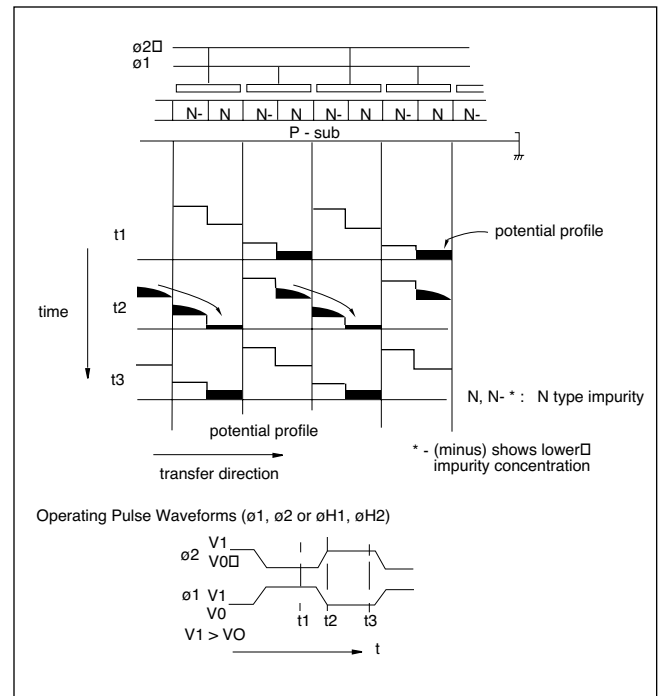 ø2□
ø1
N- N N- N N- N N- N N-
P - sub
t1
potential profile
time
t2
t3
N, N- * : N type impurity
potential profile
* - (minus) shows lower□
impurity concentration
transfer direction
Operating Pulse Waveforms (ø1, ø2 or øH1, øH2)
ø2 V1
V0□
ø1 V1
V0
t1 t2 t3
V1 > VO
t